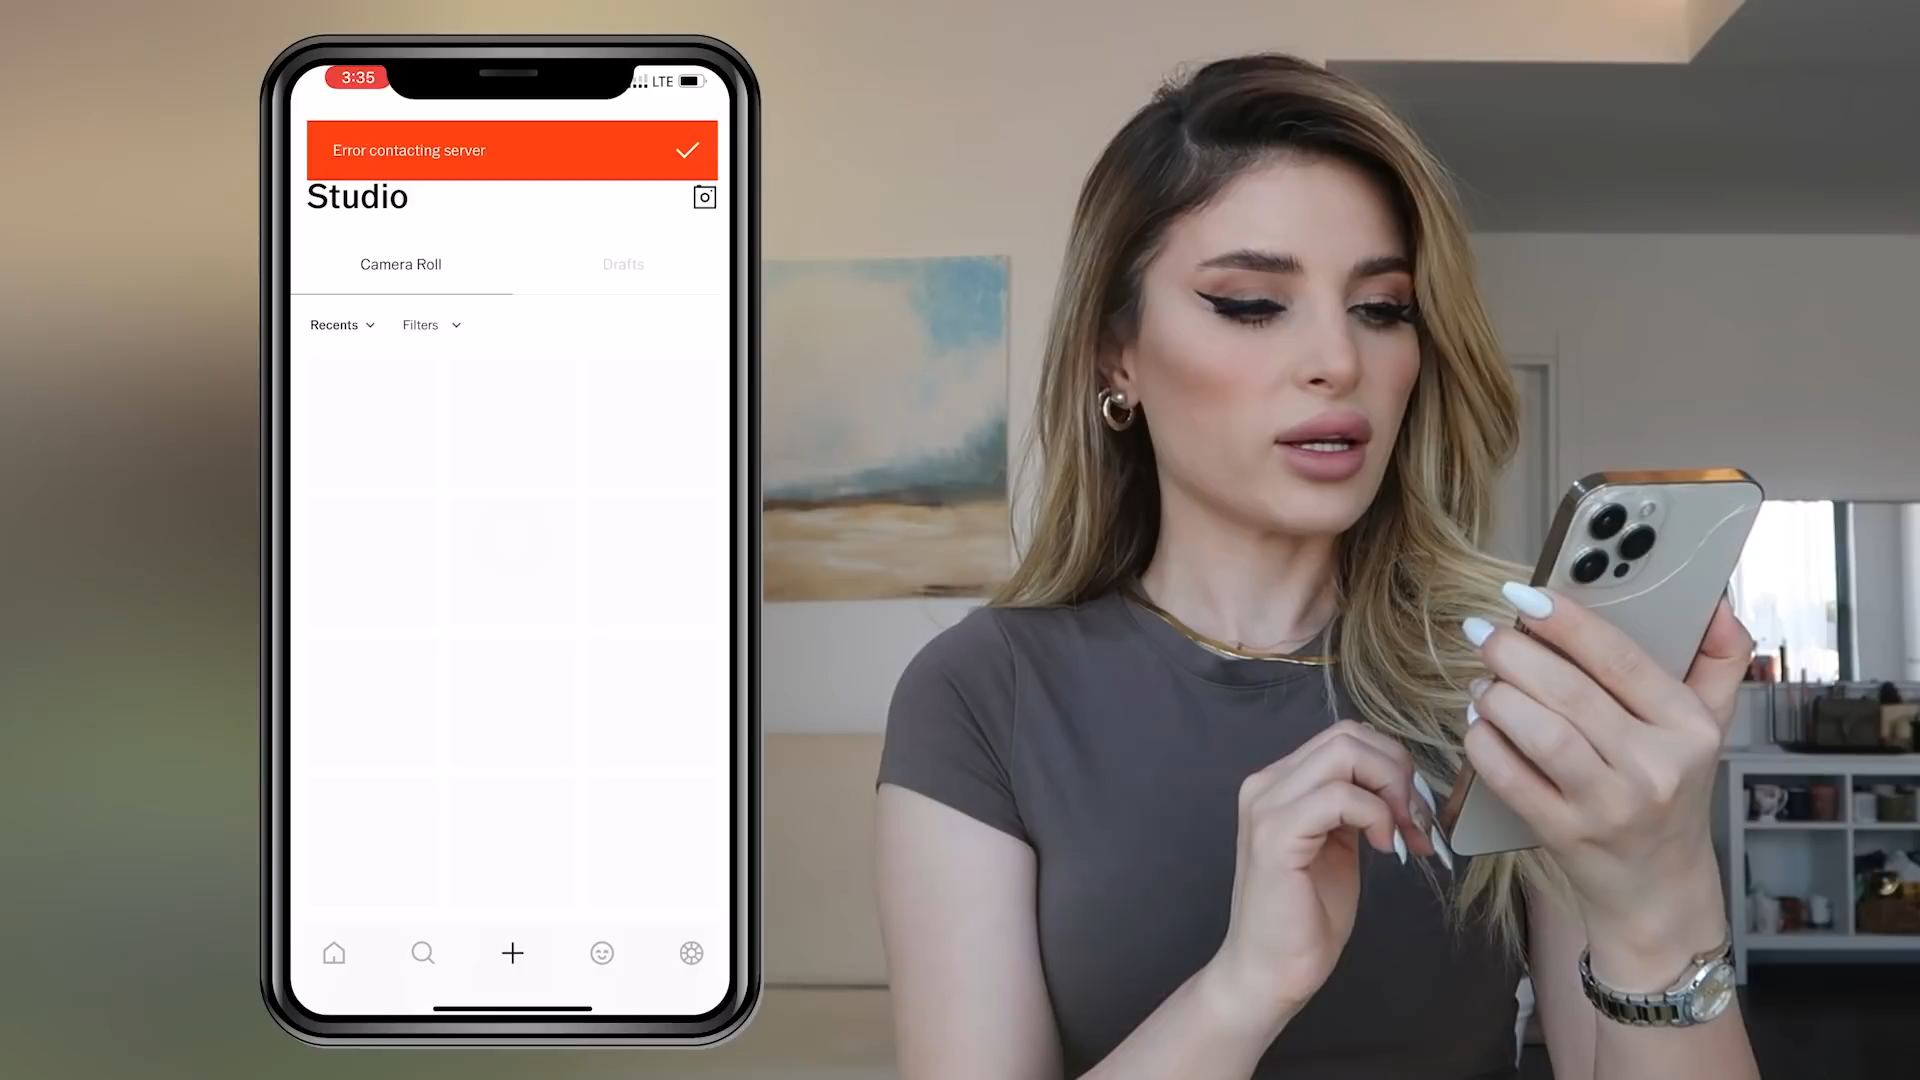 3:35
LTE
Error contacting server
Studio
Camera Roll
Drafts
Recents
Filters